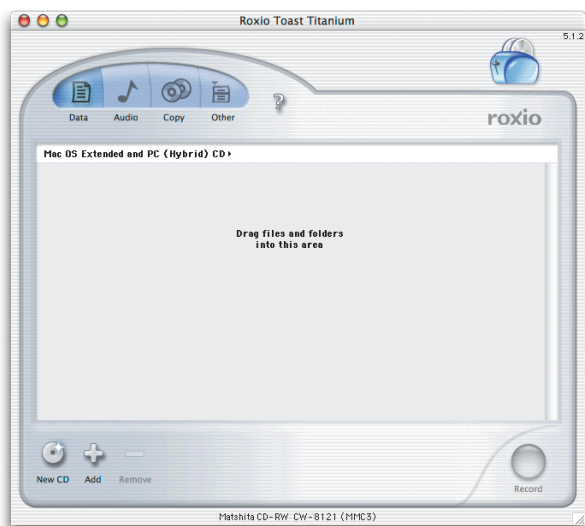 Roxio Toast Titanium
5.1.2
Data Audio Copy Other
?
roxio
Mac OS Extended and PC (Hybrid) CD▸
Drag files and folders
into this area
New CD Add Remove
Record
Matshita CD-RW CW-8121 (MMC3)